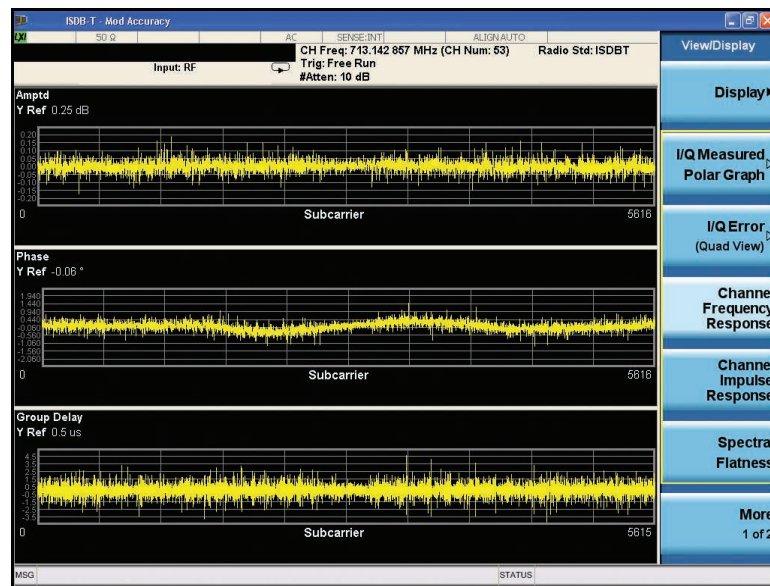 ISDB-T - Mod Accuracy
LXI
50 Ω
AC
SENSE:INT
ALIGN AUTO
CH Freq: 713.142 857 MHz (CH Num: 53)
Radio Std: ISDBT
Input: RF
Trig: Free Run
#Atten: 10 dB
Amptd
Y Ref 0.25 dB
0.20
0.15
0.10
0.05
0.00
-0.05
-0.10
-0.15
-0.20
0
Subcarrier
5616
Phase
Y Ref -0.06 °
1.940
1.440
0.940
0.440
-0.060
-0.560
-1.060
-1.560
-2.060
0
Subcarrier
5616
Group Delay
Y Ref 0.5 us
4.5
3.5
2.5
1.5
0.5
-0.5
-1.5
-2.5
-3.5
0
Subcarrier
5615
MSG
STATUS
View/Display
Display
I/Q Measured
Polar Graph
I/Q Error
(Quad View)
Channe
Frequency
Response
Channe
Impulse
Response
Spectra
Flatness
More
1 of 2